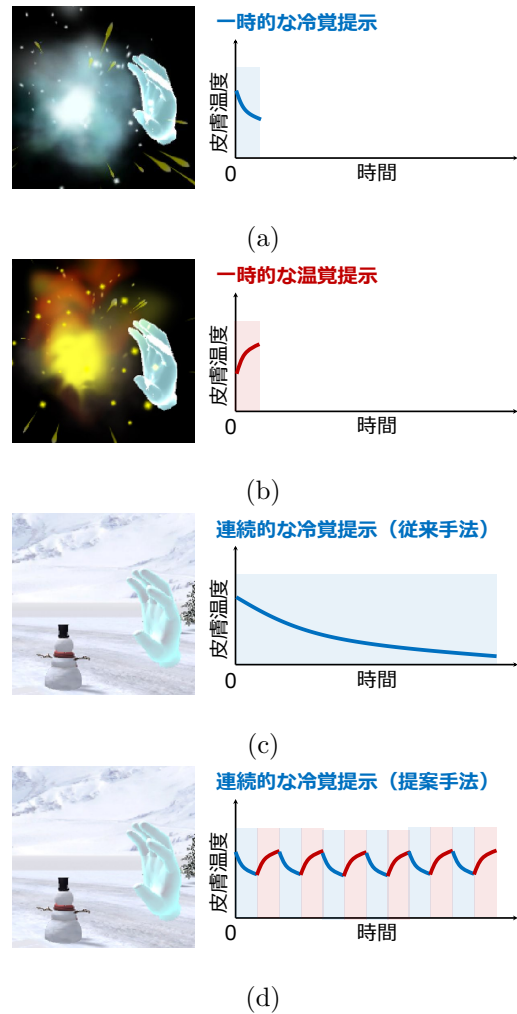 一時的な冷覚提示
皮膚温度
0
時間
(a)
一時的な温覚提示
皮膚温度
0
時間
(b)
連続的な冷覚提示（従来手法）
皮膚温度
0
時間
(c)
連続的な冷覚提示（提案手法）
皮膚温度
0
時間
(d)